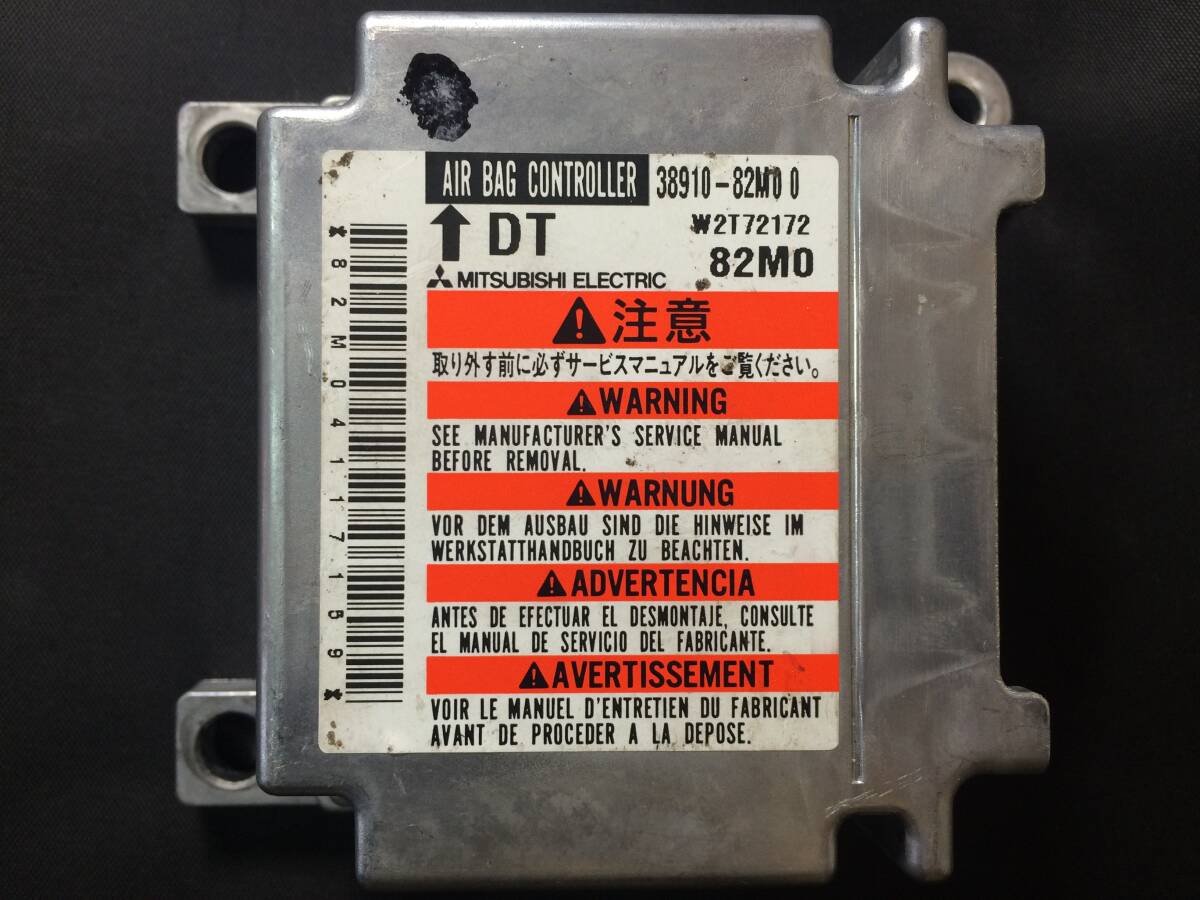 AIR BAG CONTROLLER 38910-82M00
DT W2T72172
82M0
MITSUBISHI ELECTRIC
注意
取り外す前に必ずサービスマニュアルをご覧ください。
WARNING
SEE MANUFACTURER'S SERVICE MANUAL
BEFORE REMOVAL.
WARNUNG
VOR DEM AUSBAU SIND DIE HINWEISE IM
WERKSTATTHANDBUCH ZU BEACHTEN.
ADVERTENCIA
ANTES DE EFECTUAR EL DESMONTAJE, CONSULTE
EL MANUAL DE SERVICIO DEL FABRICANTE.
AVERTISSEMENT
VOIR LE MANUEL D'ENTRETIEN DU FABRICANT
AVANT DE PROCEDER A LA DEPOSE.
*82M04117159*